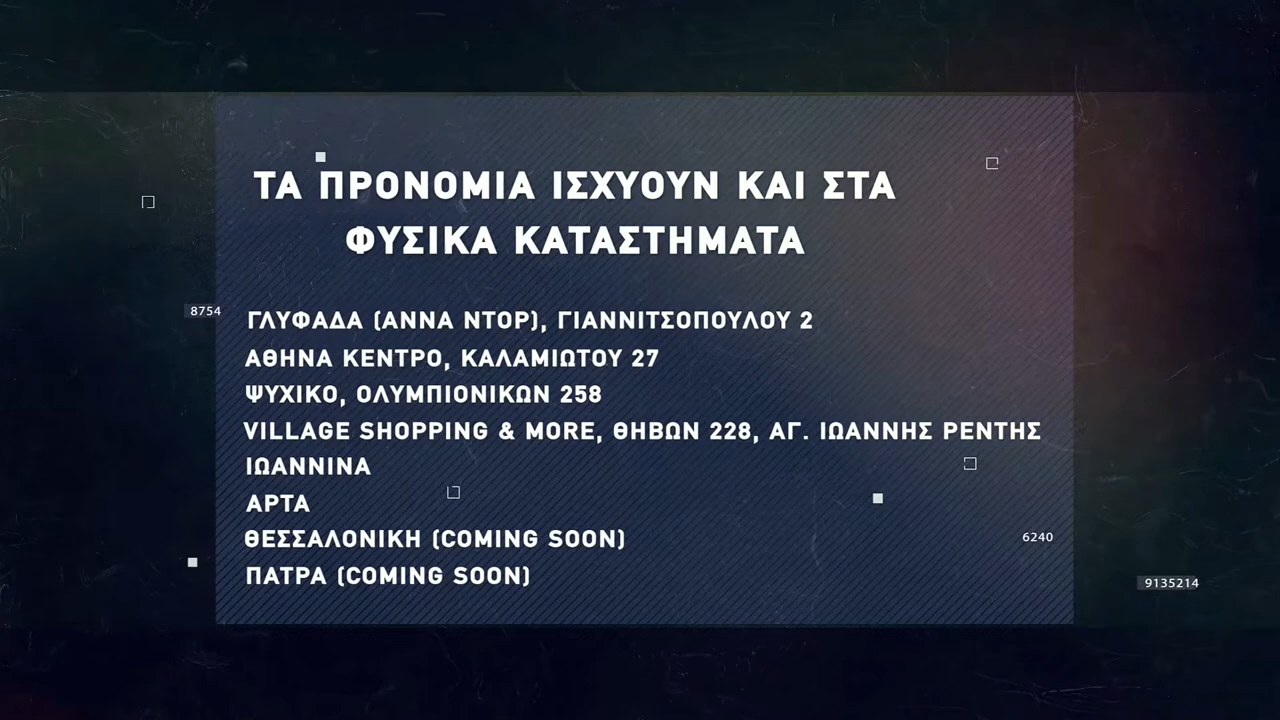 ΤΑ ΠΡΟΝΟΜΙΑ ΙΣΧΥΟΥΝ ΚΑΙ ΣΤΑ
ΦΥΣΙΚΑ ΚΑΤΑΣΤΗΜΑΤΑ
8754
ΓΛΥΦΑΔΑ (ΑΝΝΑ ΝΤΟΡ), ΓΙΑΝΝΙΤΣΟΠΟΥΛΟΥ 2
ΑΘΗΝΑ ΚΕΝΤΡΟ, ΚΑΛΑΜΙΩΤΟΥ 27
ΨΥΧΙΚΟ, ΟΛΥΜΠΙΟΝΙΚΩΝ 258
VILLAGE SHOPPING & MORE, ΘΗΒΩΝ 228, ΑΓ. ΙΩΑΝΝΗΣ ΡΕΝΤΗΣ
ΙΩΑΝΝΙΝΑ
ΑΡΤΑ
ΘΕΣΣΑΛΟΝΙΚΗ (COMING SOON)
6240
ΠΑΤΡΑ (COMING SOON)
9135214